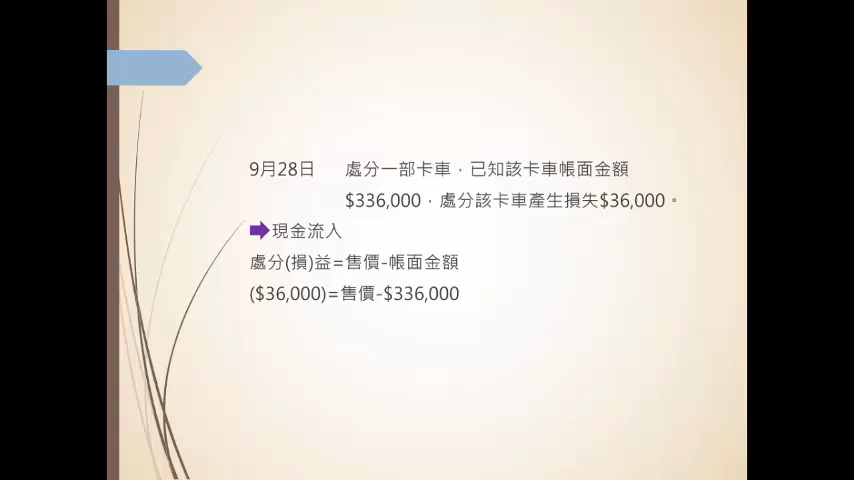 9月28日 處分一部卡車，已知該卡車帳面金額
$336,000，處分該卡車產生損失$36,000。
現金流入
處分(損)益=售價-帳面金額
($36,000)=售價-$336,000